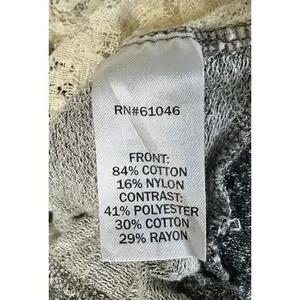 RN#61046
FRONT:
84% COTTON
16% NYLON
CONTRAST:
41% POLYESTER
30% COTTON
29% RAYON